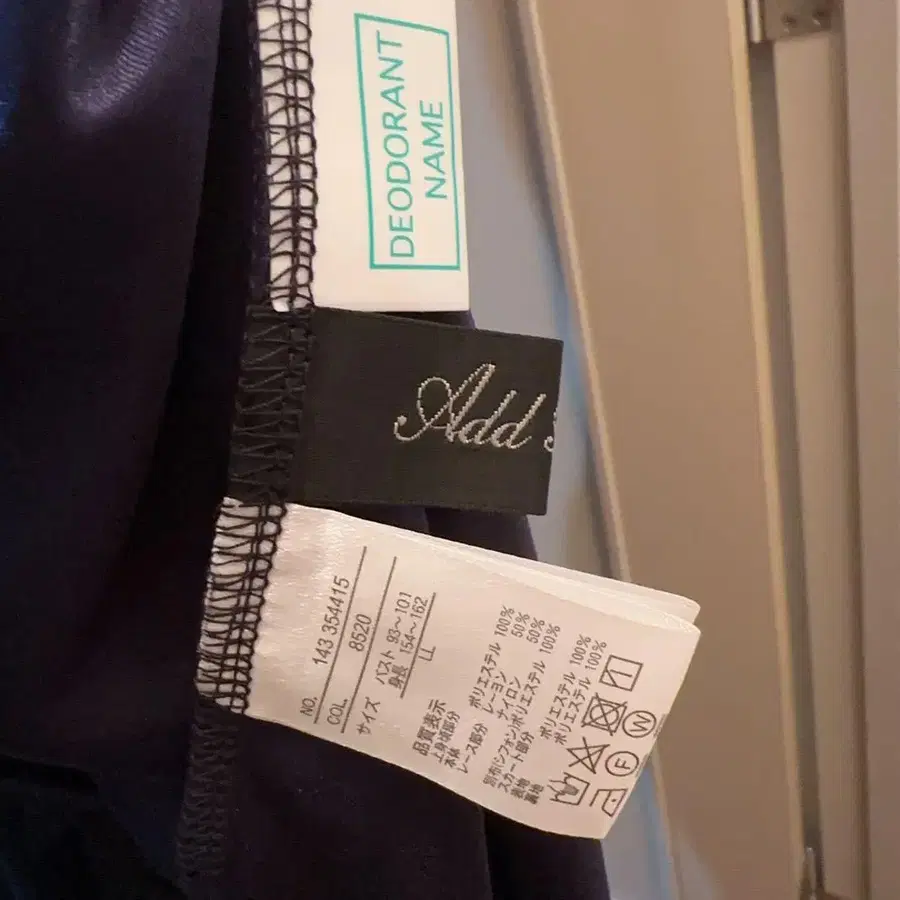 DEODORANT
NAME
Add
NO. 143 354415
COL. 8520
サイズ バスト 93〜101
身長 154〜162
LL
品質表示
上身頃部分
本体 ポリエステル 100%
レース部分 レーヨン 50%
ナイロン 50%
別布(シフォン)ポリエステル 100%
スカート部分
表地 ポリエステル 100%
裏地 ポリエステル 100%
F
W